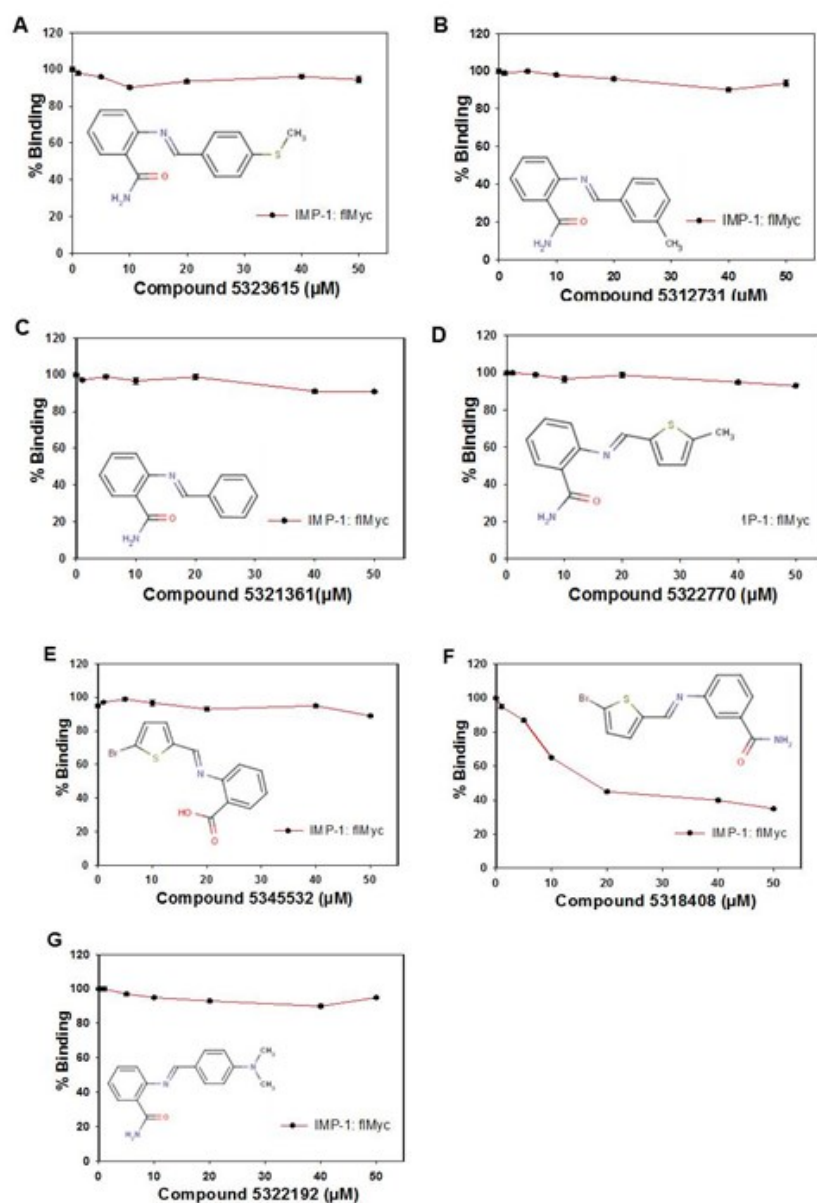 A
% Binding
120
100
80
60
40
20
0
N
O
H₂N
S
CH₃
IMP-1: flMyc
0 10 20 30 40 50
Compound 5323615 (µM)
B
% Binding
120
100
80
60
40
20
0
N
O
H₂N
CH₃
IMP-1: flMyc
0 10 20 30 40 50
Compound 5312731 (µM)
C
% Binding
120
100
80
60
40
20
0
N
O
H₂N
IMP-1: flMyc
0 10 20 30 40 50
Compound 5321361(µM)
D
% Binding
120
100
80
60
40
20
0
S
CH₃
N
O
H₂N
1P-1: flMyc
0 10 20 30 40 50
Compound 5322770 (µM)
E
% Binding
120
100
80
60
40
20
0
Br
S
N
HO
O
IMP-1: flMyc
0 10 20 30 40 50
Compound 5345532 (µM)
F
% Binding
120
100
80
60
40
20
0
Br
S
N
NH₂
O
IMP-1: flMyc
0 10 20 30 40 50
Compound 5318408 (µM)
G
% Binding
120
100
80
60
40
20
0
CH₃
N
CH₃
N
O
H₂N
IMP-1: flMyc
0 10 20 30 40 50
Compound 5322192 (µM)